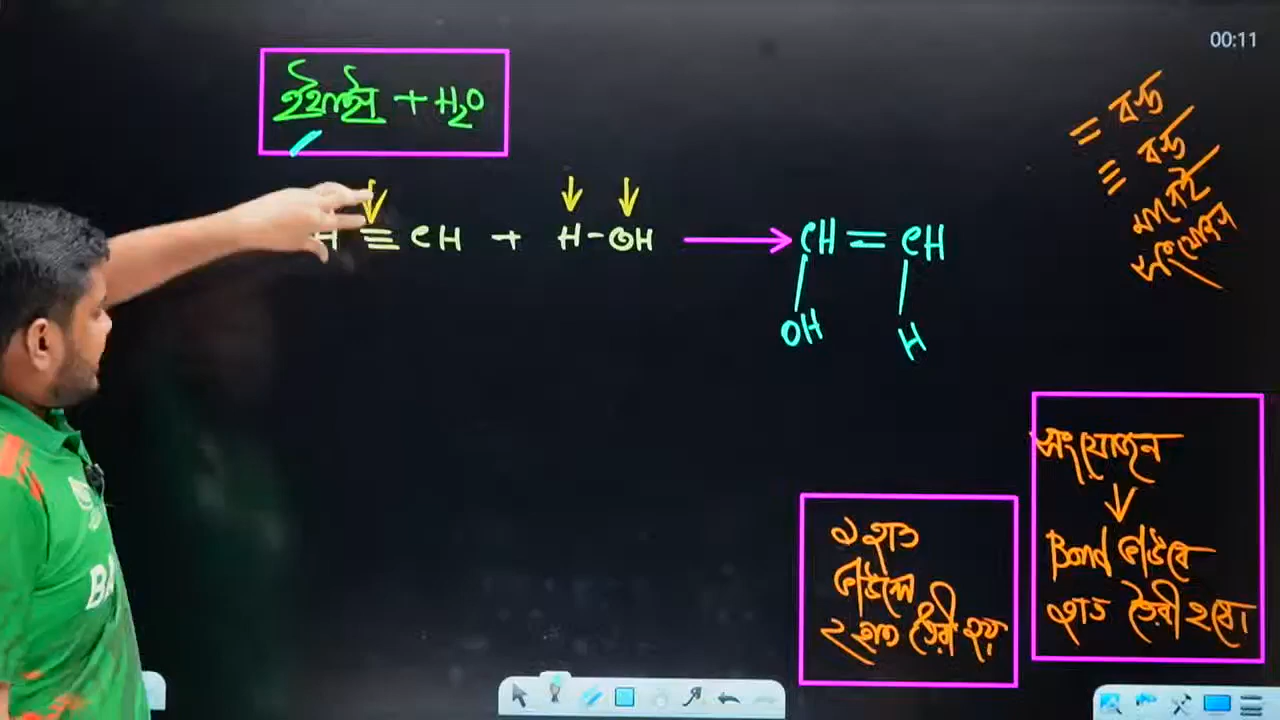 00:11
ইথাইন + H₂O
H ≡ CH + H-OH → CH = CH
OH H
= বন্ড
≡ বন্ড
মানেই
সংযোজন
সংযোজন
↓
Bond ভাঙবে
হাত তৈরী হবে
১ হাত
ভাঙলে
২ হাত তৈরী হয়
BA